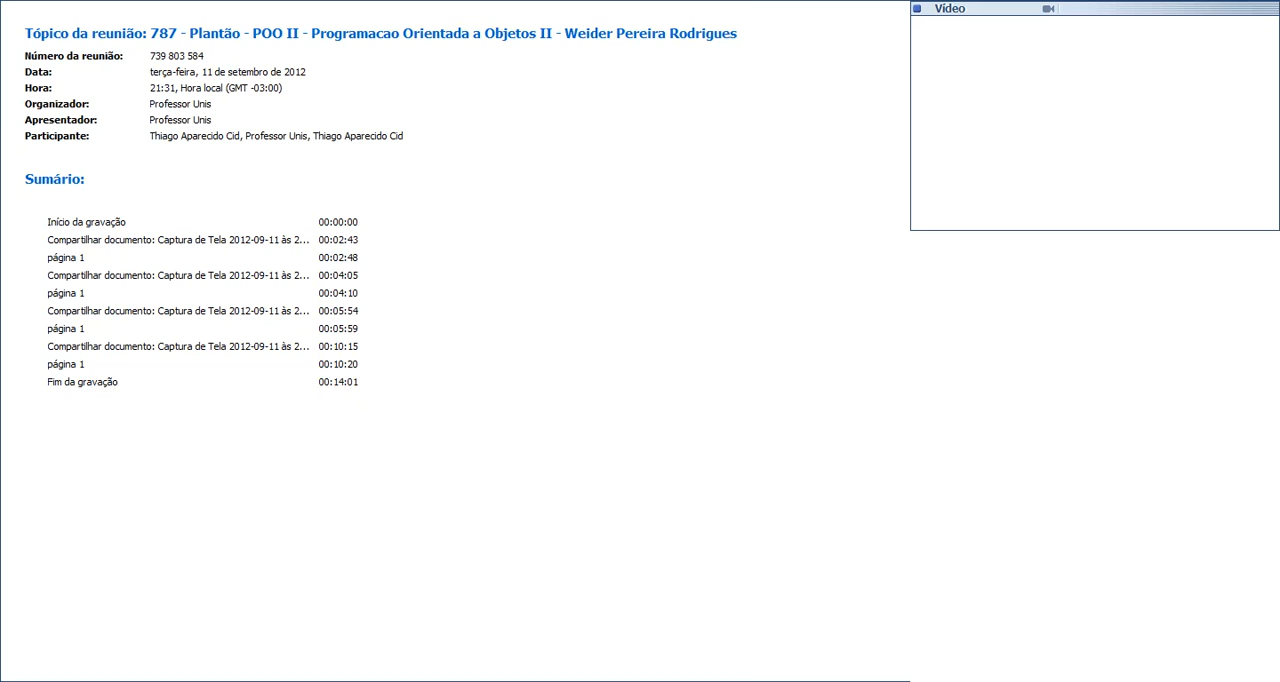 Tópico da reunião: 787 - Plantão - POO II - Programacao Orientada a Objetos II - Weider Pereira Rodrigues
Número da reunião: 739 803 584
Data: terça-feira, 11 de setembro de 2012
Hora: 21:31, Hora local (GMT -03:00)
Organizador: Professor Unis
Apresentador: Professor Unis
Participante: Thiago Aparecido Cid, Professor Unis, Thiago Aparecido Cid
Sumário:
Início da gravação 00:00:00
Compartilhar documento: Captura de Tela 2012-09-11 às 2... 00:02:43
página 1 00:02:48
Compartilhar documento: Captura de Tela 2012-09-11 às 2... 00:04:05
página 1 00:04:10
Compartilhar documento: Captura de Tela 2012-09-11 às 2... 00:05:54
página 1 00:05:59
Compartilhar documento: Captura de Tela 2012-09-11 às 2... 00:10:15
página 1 00:10:20
Fim da gravação 00:14:01
Vídeo